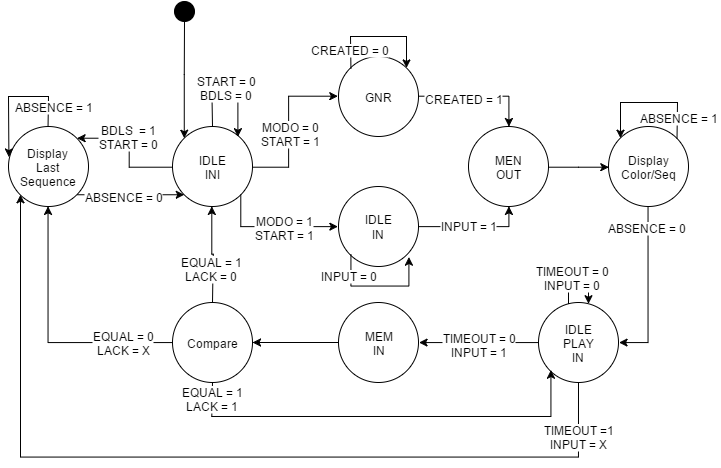 CREATED = 0
START = 0
BDLS = 0
GNR
CREATED = 1
ABSENCE = 1
ABSENCE = 1
BDLS = 1
START = 0
MODO = 0
START = 1
Display
Last
Sequence
IDLE
INI
MEN
OUT
Display
Color/Seq
ABSENCE = 0
MODO = 1
START = 1
IDLE
IN
INPUT = 1
ABSENCE = 0
EQUAL = 1
LACK = 0
INPUT = 0
TIMEOUT = 0
INPUT = 0
EQUAL = 0
LACK = X
Compare
MEM
IN
TIMEOUT = 0
INPUT = 1
IDLE
PLAY
IN
EQUAL = 1
LACK = 1
TIMEOUT =1
INPUT = X